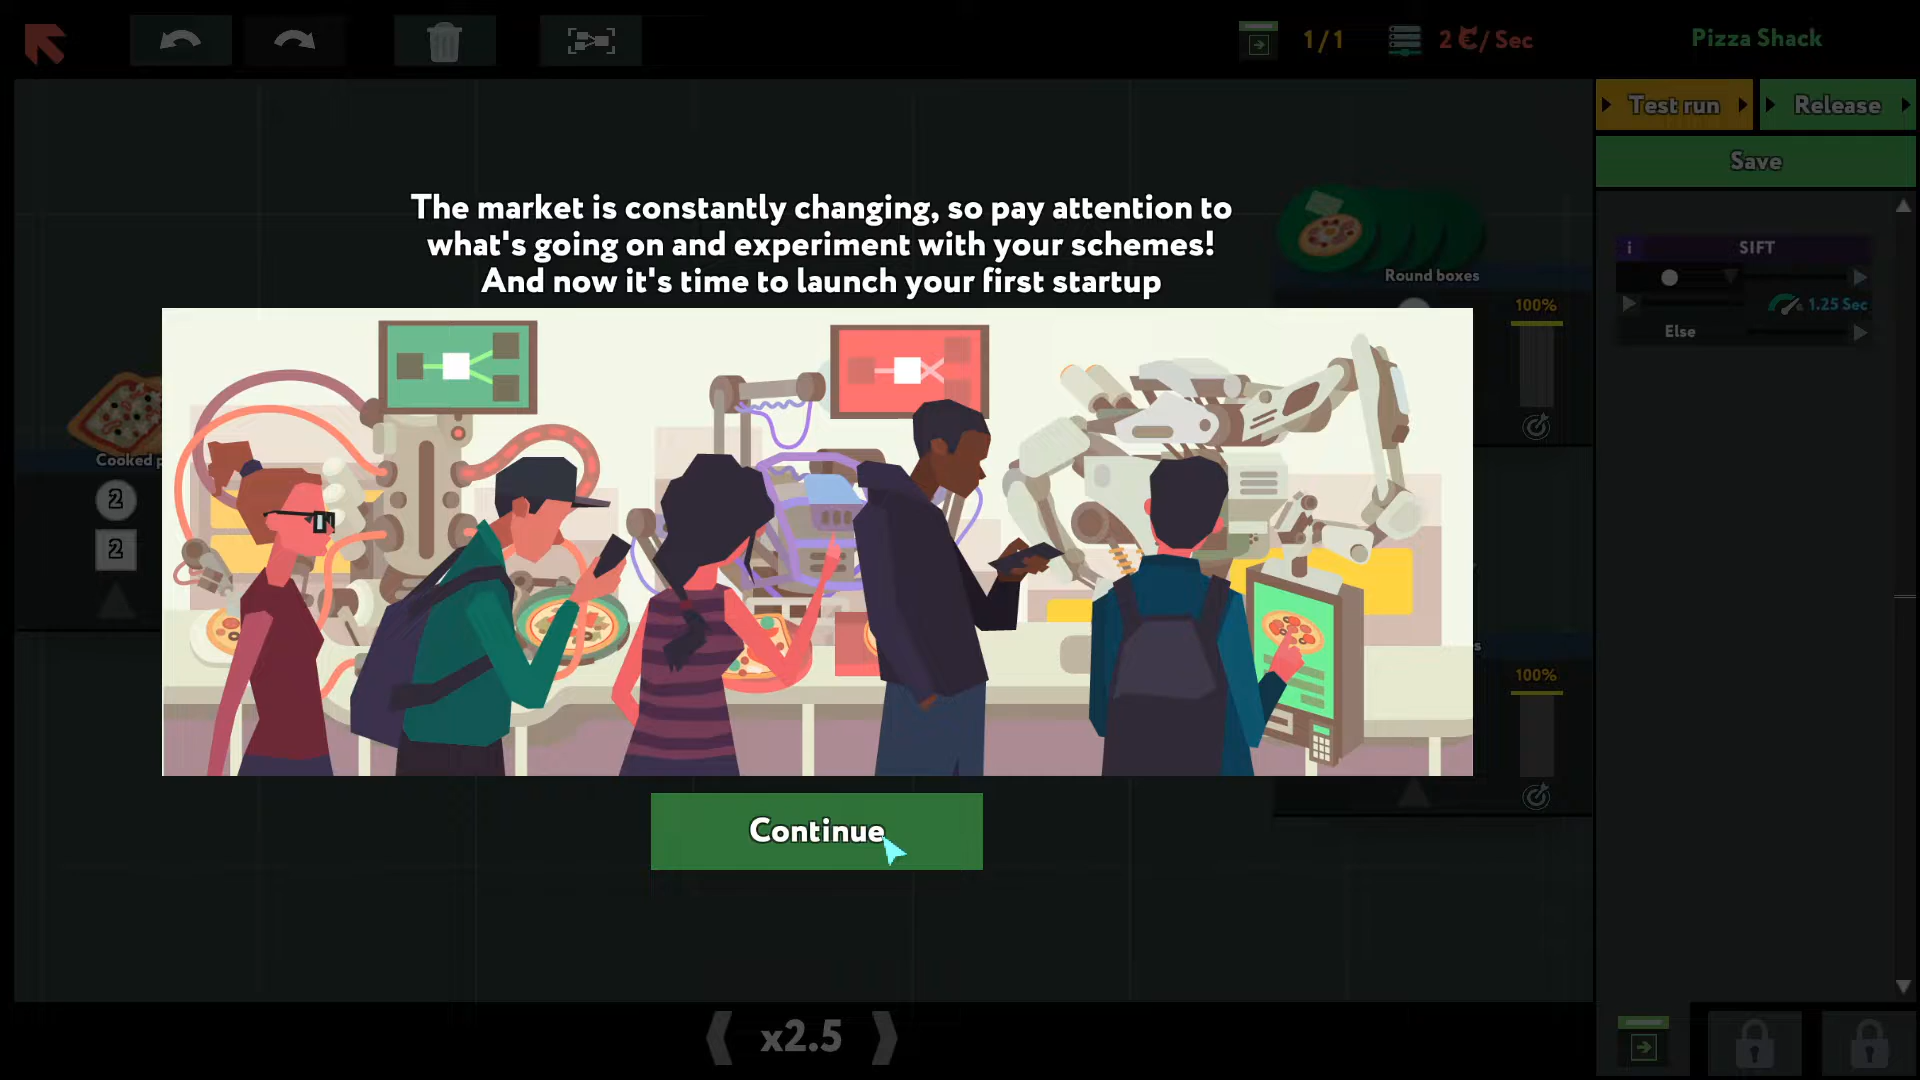 1/1
2 €/ Sec
Pizza Shack
Test run
Release
Save
The market is constantly changing, so pay attention to
what's going on and experiment with your schemes!
And now it's time to launch your first startup
Round boxes
100%
i
SIFT
1.25 Sec
Else
Cooked p
2
2
s
100%
Continue
x2.5